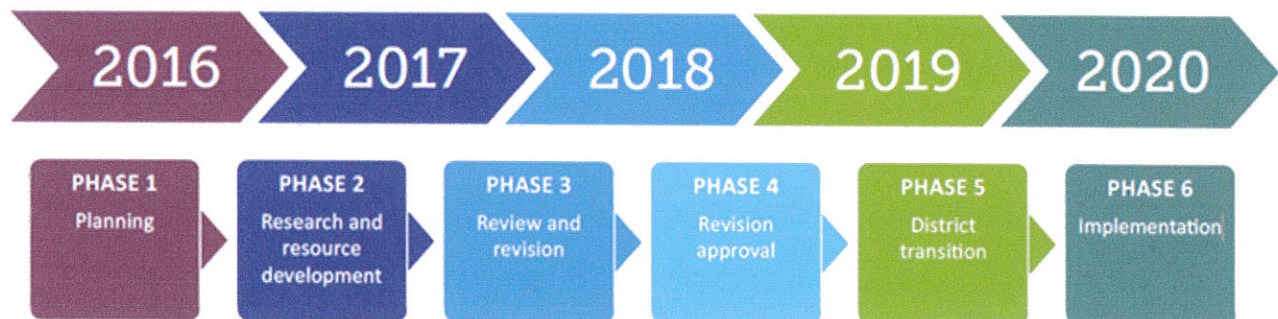 2016 2017 2018 2019 2020
PHASE 1
Planning
PHASE 2
Research and
resource
development
PHASE 3
Review and
revision
PHASE 4
Revision
approval
PHASE 5
District
transition
PHASE 6
Implementation